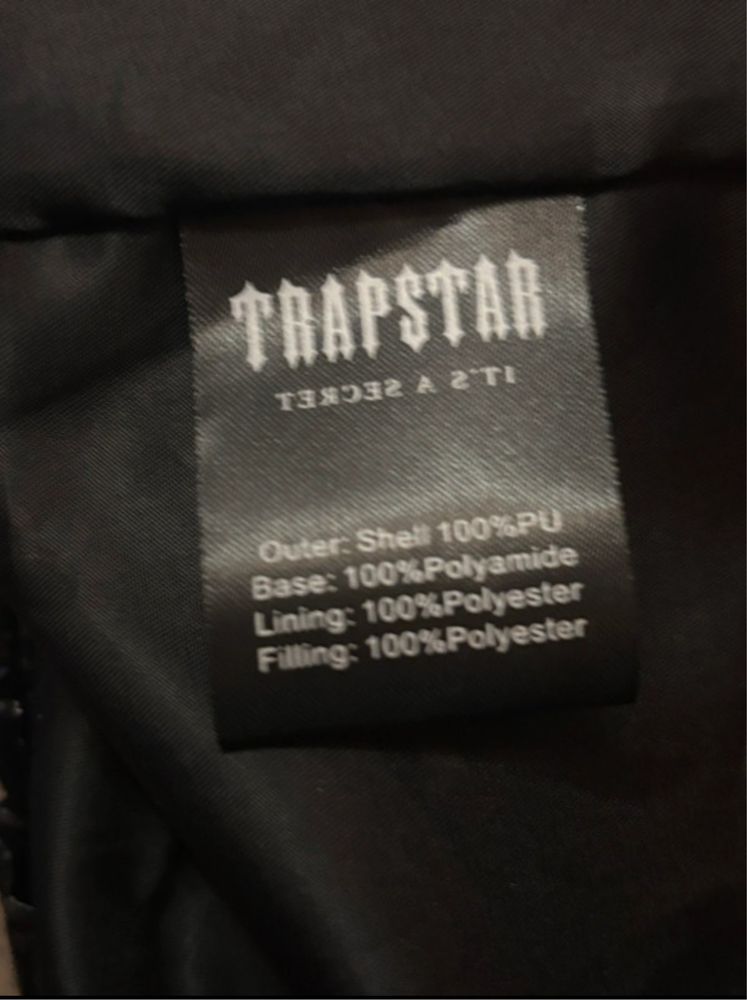 TRAPSTAR
IT'S A SECRET
Outer: Shell 100%PU
Base: 100%Polyamide
Lining: 100%Polyester
Filling: 100%Polyester